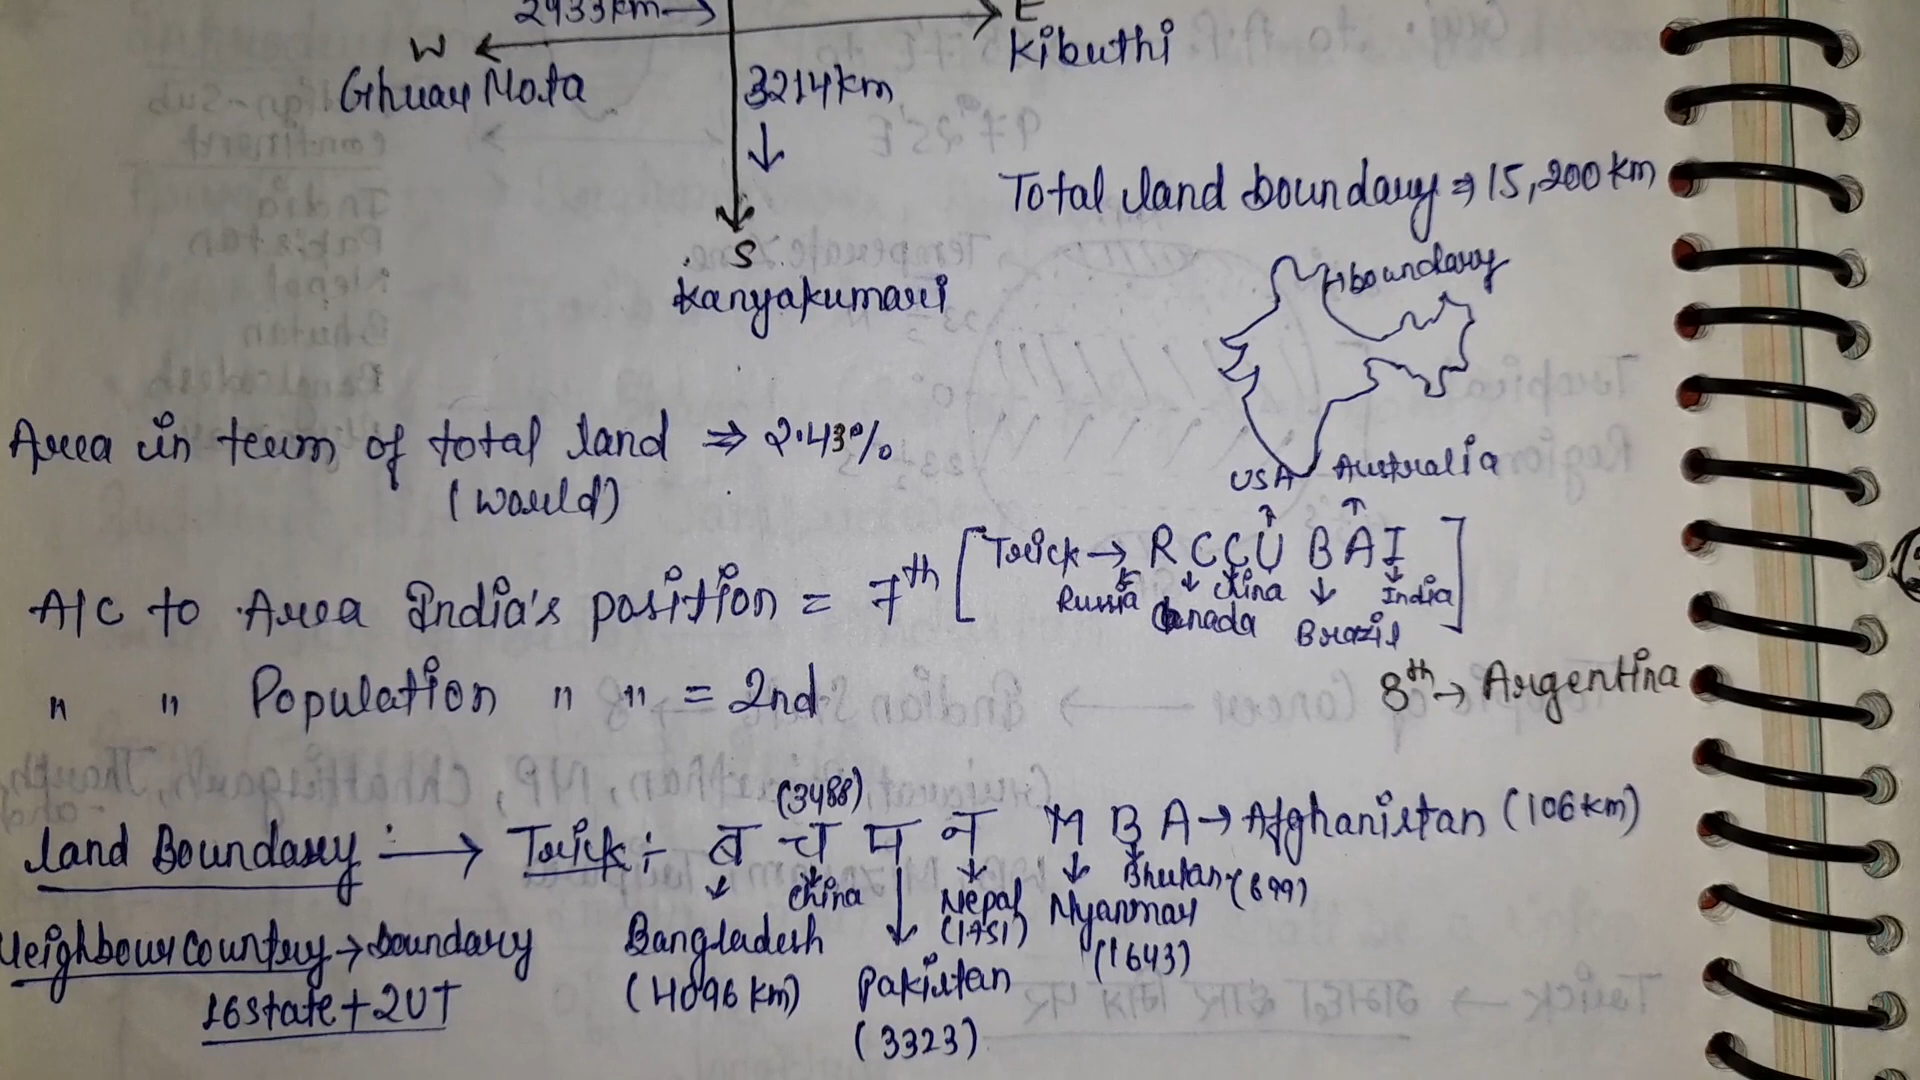 2933km→ E
W Kibuthi
Ghuar Mota 3214km
Total land boundary ⇒ 15,200km
S
Kanyakumari
boundary
Area in term of total land ⇒ 2.43%
(World)
USA Australia
A/C to Area India's position = 7th [Trick → R C C U B A I]
Russia Canada China Brazil India
" " Population " " = 2nd
8th → Argentina
(3488)
Land Boundary :→ Trick :- ब च प न M B A → Afghanistan (106km)
China Nepal Myanmar Bhutan (699)
Neighbour country → boundary Bangladesh (1751) (1643)
16 state + 2UT (4096 km) Pakistan
(3323)